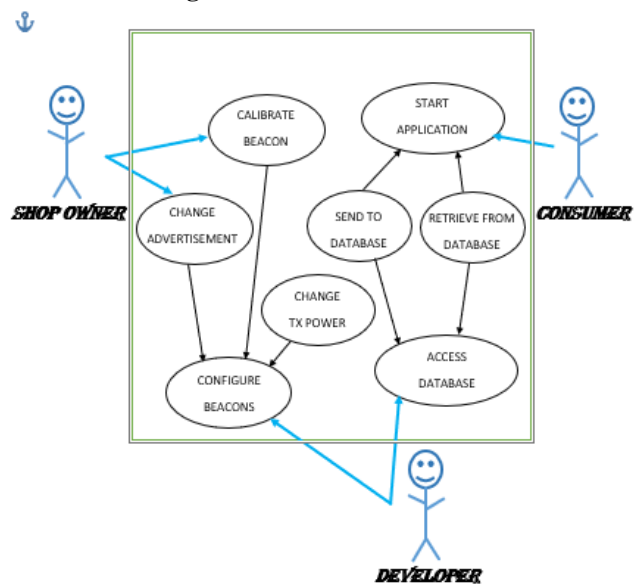 CALIBRATE
BEACON
START
APPLICATION
SHOP OWNER
CONSUMER
CHANGE
ADVERTISEMENT
SEND TO
DATABASE
RETRIEVE FROM
DATABASE
CHANGE
TX POWER
CONFIGURE
BEACONS
ACCESS
DATABASE
DEVELOPER